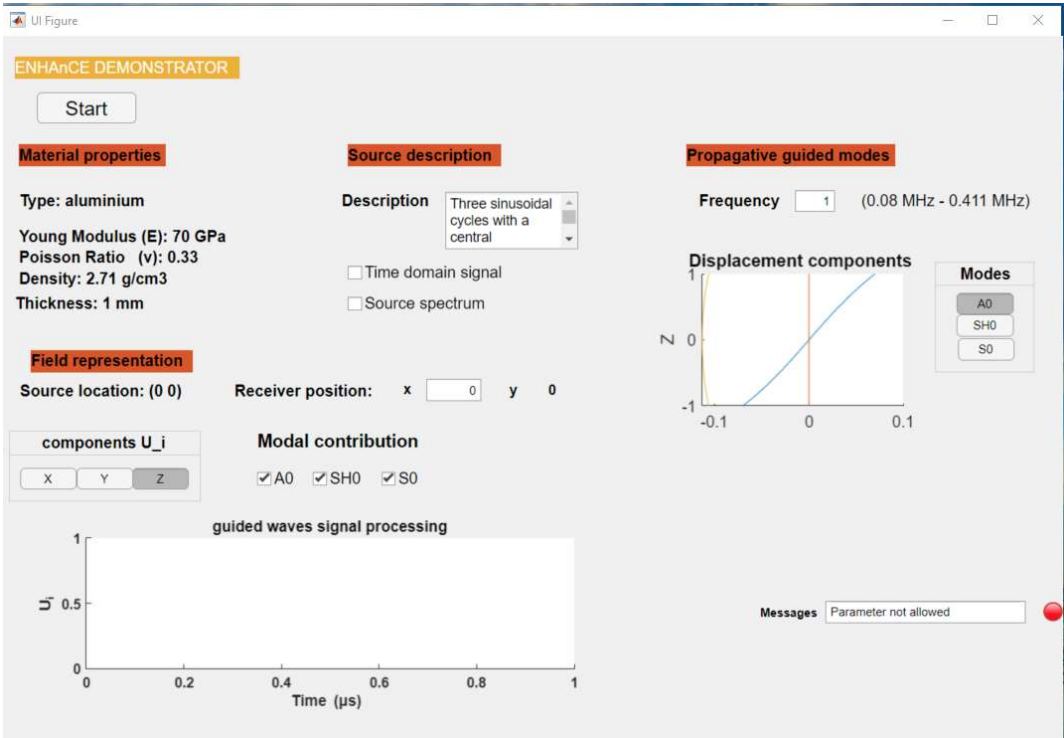 UI Figure
ENHAnCE DEMONSTRATOR
Start
Material properties
Type: aluminium
Young Modulus (E): 70 GPa
Poisson Ratio (v): 0.33
Density: 2.71 g/cm3
Thickness: 1 mm
Source description
Description
Three sinusoidal
cycles with a
central
Time domain signal
Source spectrum
Propagative guided modes
Frequency 1 (0.08 MHz - 0.411 MHz)
Displacement components
1
Z 0
-1
-0.1 0 0.1
Modes
A0
SH0
S0
Field representation
Source location: (0 0) Receiver position: x 0 y 0
components U_i
X Y Z
Modal contribution
A0 SH0 S0
guided waves signal processing
1
U_i 0.5
0
0 0.2 0.4 0.6 0.8 1
Time (µs)
Messages Parameter not allowed